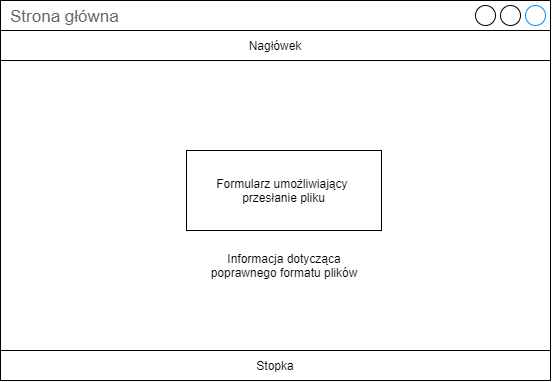 Strona główna
Nagłówek
Formularz umożliwiający
przesłanie pliku
Informacja dotycząca
poprawnego formatu plików
Stopka